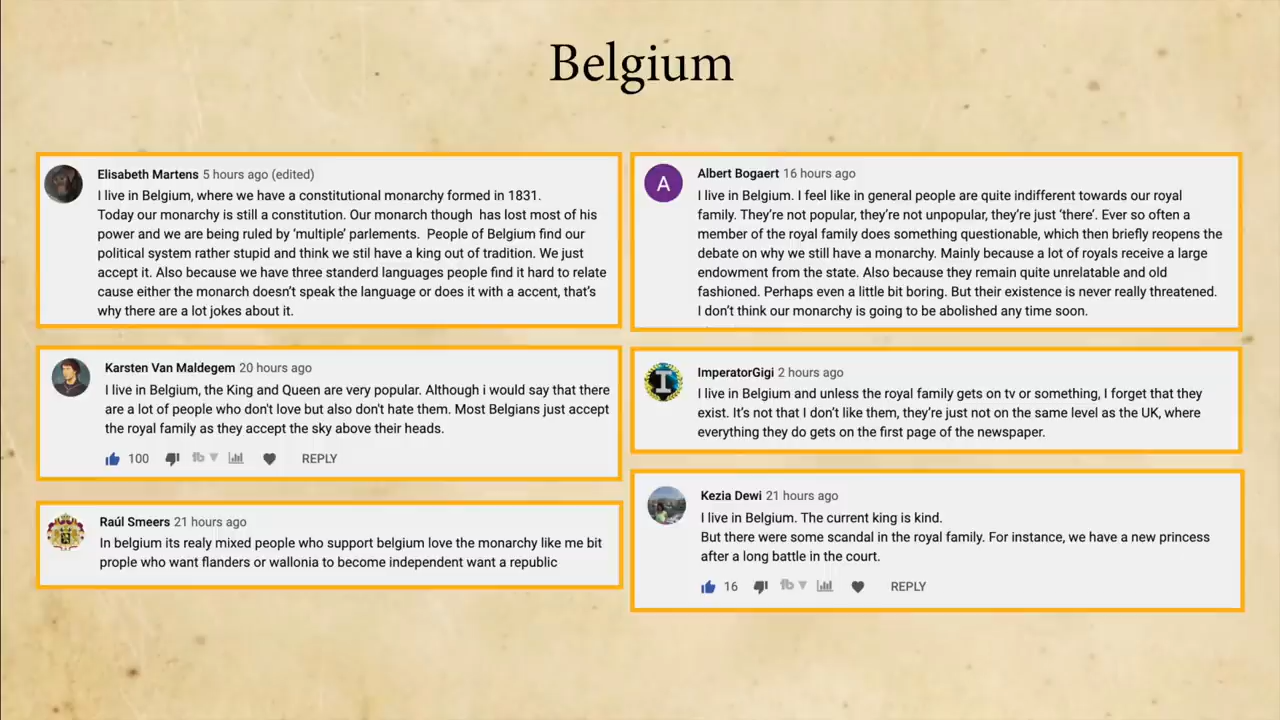 Belgium
Elisabeth Martens 5 hours ago (edited)
I live in Belgium, where we have a constitutional monarchy formed in 1831.
Today our monarchy is still a constitution. Our monarch though has lost most of his
power and we are being ruled by ‘multiple’ parlements. People of Belgium find our
political system rather stupid and think we stil have a king out of tradition. We just
accept it. Also because we have three standerd languages people find it hard to relate
cause either the monarch doesn’t speak the language or does it with a accent, that’s
why there are a lot jokes about it.
Karsten Van Maldegem 20 hours ago
I live in Belgium, the King and Queen are very popular. Although i would say that there
are a lot of people who don't love but also don't hate them. Most Belgians just accept
the royal family as they accept the sky above their heads.
100 REPLY
Raúl Smeers 21 hours ago
In belgium its realy mixed people who support belgium love the monarchy like me bit
prople who want flanders or wallonia to become independent want a republic
A
Albert Bogaert 16 hours ago
I live in Belgium. I feel like in general people are quite indifferent towards our royal
family. They’re not popular, they’re not unpopular, they’re just ‘there’. Ever so often a
member of the royal family does something questionable, which then briefly reopens the
debate on why we still have a monarchy. Mainly because a lot of royals receive a large
endowment from the state. Also because they remain quite unrelatable and old
fashioned. Perhaps even a little bit boring. But their existence is never really threatened.
I don’t think our monarchy is going to be abolished any time soon.
I
ImperatorGigi 2 hours ago
I live in Belgium and unless the royal family gets on tv or something, I forget that they
exist. It’s not that I don’t like them, they’re just not on the same level as the UK, where
everything they do gets on the first page of the newspaper.
Kezia Dewi 21 hours ago
I live in Belgium. The current king is kind.
But there were some scandal in the royal family. For instance, we have a new princess
after a long battle in the court.
16 REPLY